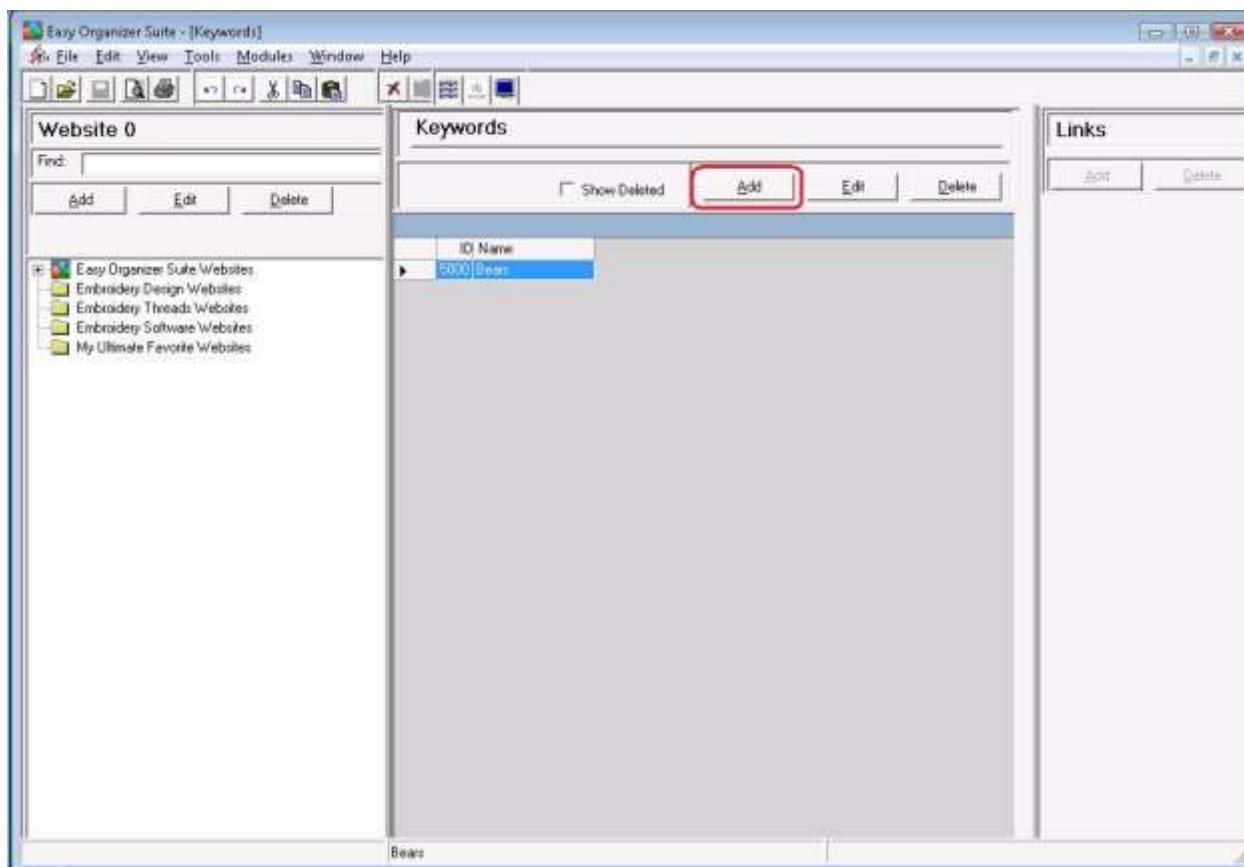 Easy Organizer Suite - [Keywords]
File Edit View Tools Modules Window Help
Website 0
Find:
Add Edit Delete
Easy Organizer Suite Websites
Embroidery Design Websites
Embroidery Threads Websites
Embroidery Software Websites
My Ultimate Favorite Websites
Keywords
Show Deleted Add Edit Delete
ID Name
5000 Bears
Links
Add Delete
Bears